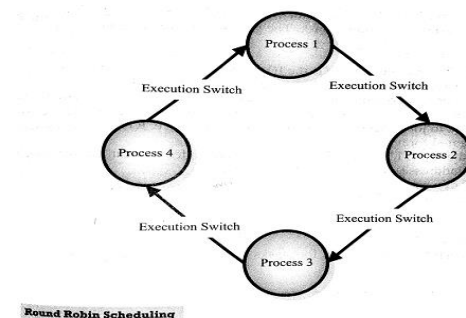 Process 1
Execution Switch
Execution Switch
Process 4
Process 2
Execution Switch
Execution Switch
Process 3
Round Robin Scheduling